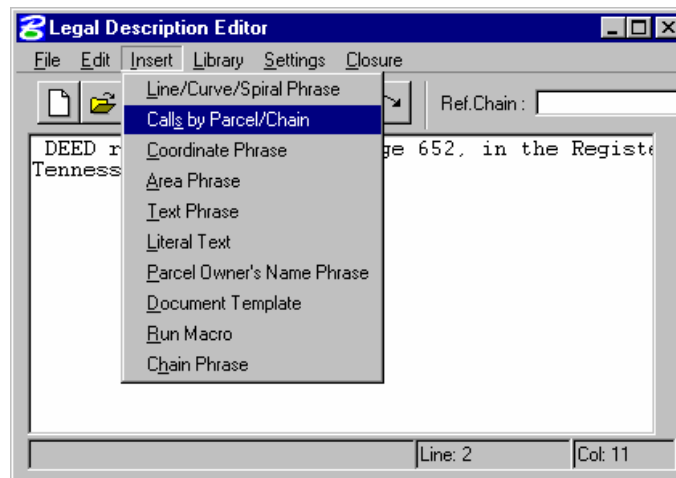 Legal Description Editor
File Edit Insert Library Settings Closure
Line/Curve/Spiral Phrase
Ref.Chain :
Calls by Parcel/Chain
DEED r ge 652, in the Registe
Coordinate Phrase
Tenness
Area Phrase
Text Phrase
Literal Text
Parcel Owner's Name Phrase
Document Template
Run Macro
Chain Phrase
Line: 2 Col: 11